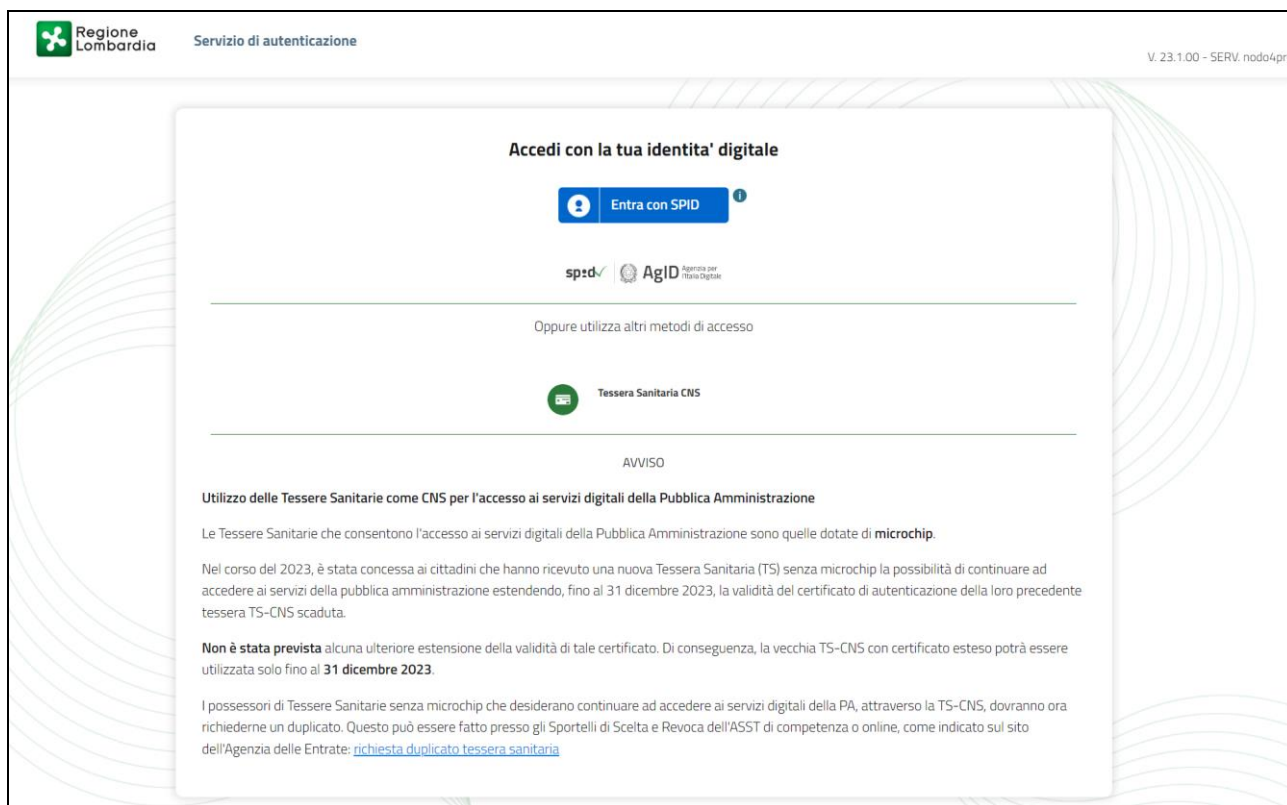 Regione
Lombardia
Servizio di autenticazione
V. 23.1.00 - SERV. nodo4pr
Accedi con la tua identita' digitale
Entra con SPID
i
sp:d
AgID Agenzia per
l'Italia Digitale
Oppure utilizza altri metodi di accesso
Tessera Sanitaria CNS
AVVISO
Utilizzo delle Tessere Sanitarie come CNS per l'accesso ai servizi digitali della Pubblica Amministrazione
Le Tessere Sanitarie che consentono l'accesso ai servizi digitali della Pubblica Amministrazione sono quelle dotate di microchip.
Nel corso del 2023, è stata concessa ai cittadini che hanno ricevuto una nuova Tessera Sanitaria (TS) senza microchip la possibilità di continuare ad
accedere ai servizi della pubblica amministrazione estendendo, fino al 31 dicembre 2023, la validità del certificato di autenticazione della loro precedente
tessera TS-CNS scaduta.
Non è stata prevista alcuna ulteriore estensione della validità di tale certificato. Di conseguenza, la vecchia TS-CNS con certificato esteso potrà essere
utilizzata solo fino al 31 dicembre 2023.
I possessori di Tessere Sanitarie senza microchip che desiderano continuare ad accedere ai servizi digitali della PA, attraverso la TS-CNS, dovranno ora
richiederne un duplicato. Questo può essere fatto presso gli Sportelli di Scelta e Revoca dell'ASST di competenza o online, come indicato sul sito
dell'Agenzia delle Entrate: richiesta duplicato tessera sanitaria